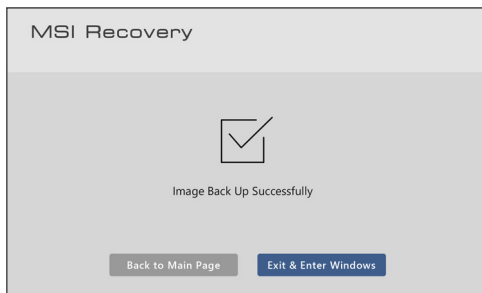 MSI Recovery
Image Back Up Successfully
Back to Main Page
Exit & Enter Windows